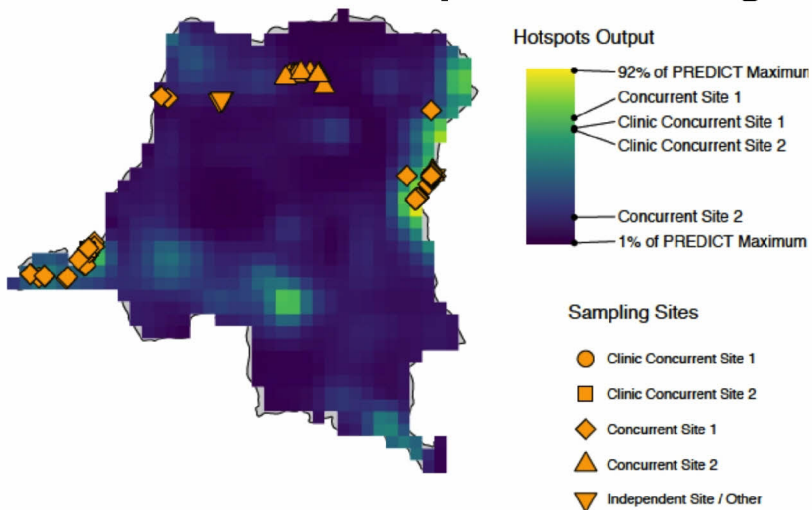 Hotspots Output
92% of PREDICT Maximum
Concurrent Site 1
Clinic Concurrent Site 1
Clinic Concurrent Site 2
Concurrent Site 2
1% of PREDICT Maximum
Sampling Sites
Clinic Concurrent Site 1
Clinic Concurrent Site 2
Concurrent Site 1
Concurrent Site 2
Independent Site / Other